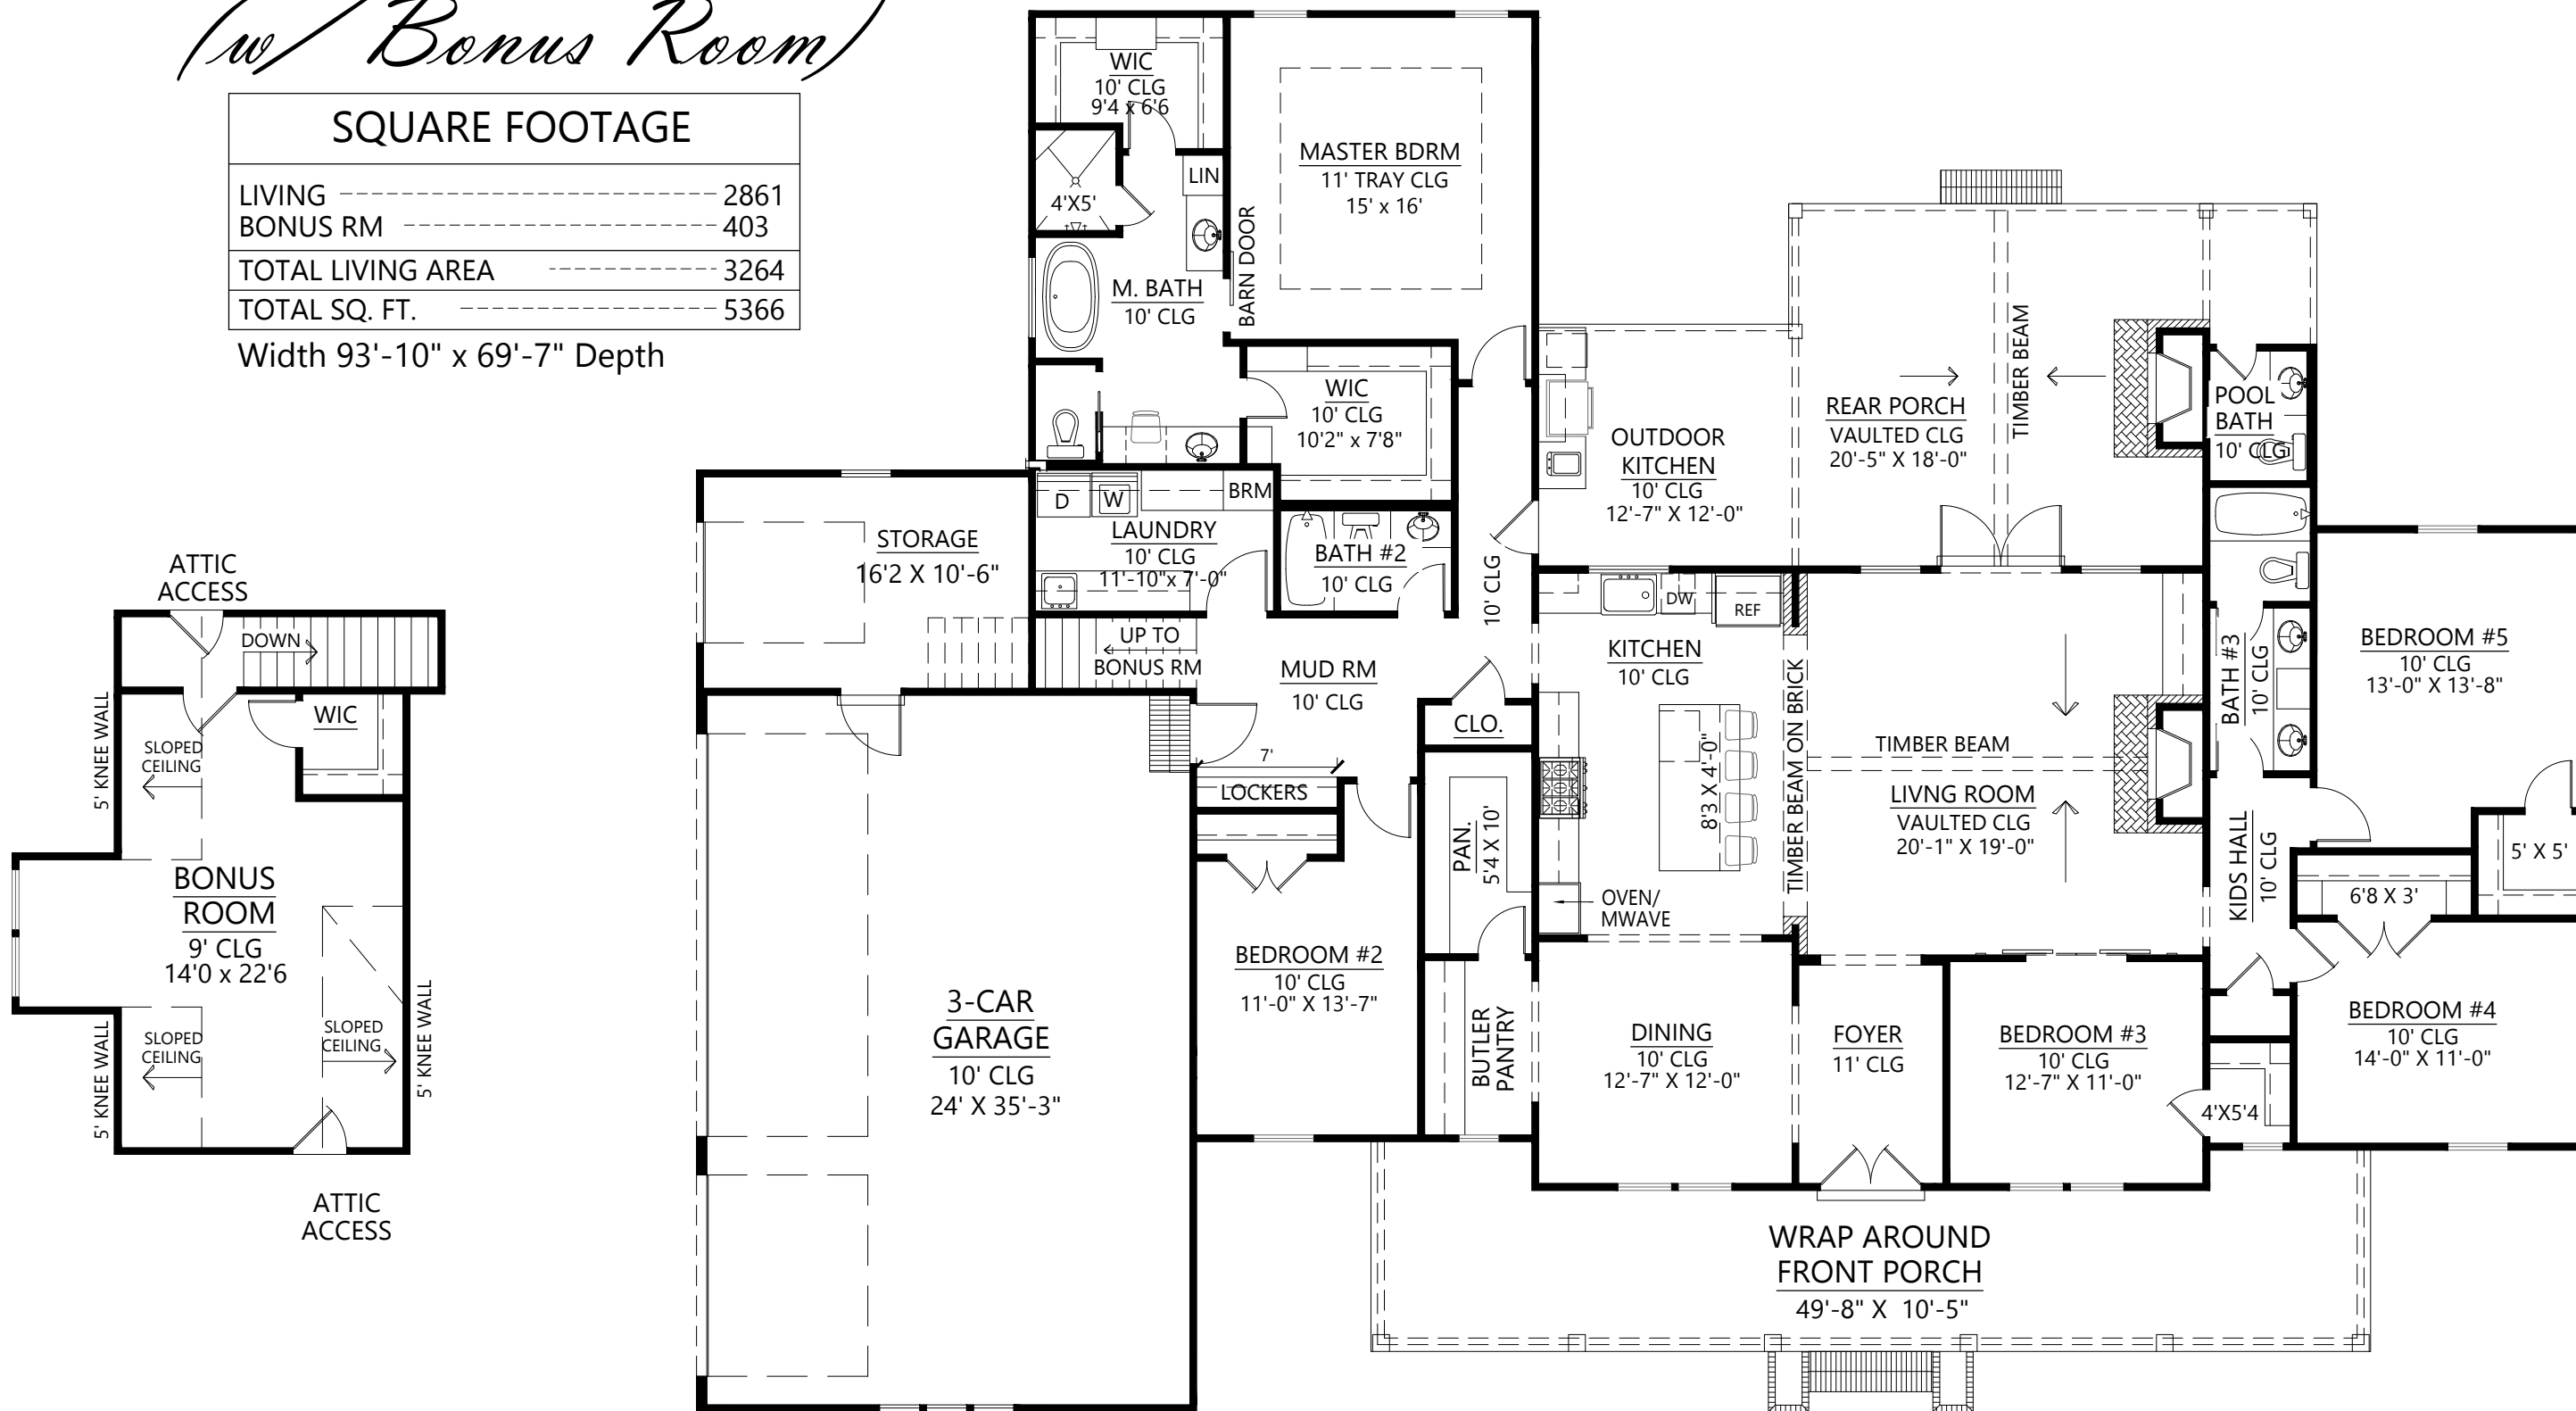 (w/ Bonus Room)
SQUARE FOOTAGE
LIVING 2861
BONUS RM 403
TOTAL LIVING AREA 3264
TOTAL SQ. FT. 5366
Width 93'-10" x 69'-7" Depth
ATTIC
ACCESS
DOWN
WIC
5' KNEE WALL
SLOPED
CEILING
BONUS
ROOM
9' CLG
14'0 x 22'6
SLOPED
CEILING
SLOPED
CEILING
5' KNEE WALL
5' KNEE WALL
ATTIC
ACCESS
WIC
10' CLG
9'4 x 6'6
4'X5'
LIN
M. BATH
10' CLG
BARN DOOR
MASTER BDRM
11' TRAY CLG
15' x 16'
WIC
10' CLG
10'2" x 7'8"
STORAGE
16'2 X 10'-6"
D
W
BRM
LAUNDRY
10' CLG
11'-10"x 7'-0"
BATH #2
10' CLG
10' CLG
UP TO
BONUS RM
MUD RM
10' CLG
CLO.
7'
LOCKERS
PAN.
5'4 X 10'
BEDROOM #2
10' CLG
11'-0" X 13'-7"
BUTLER
PANTRY
3-CAR
GARAGE
10' CLG
24' X 35'-3"
OUTDOOR
KITCHEN
10' CLG
12'-7" X 12'-0"
REAR PORCH
VAULTED CLG
20'-5" X 18'-0"
TIMBER BEAM
POOL
BATH
10' CLG
DW
REF
KITCHEN
10' CLG
8'3 X 4'-0"
OVEN/
MWAVE
TIMBER BEAM ON BRICK
TIMBER BEAM
LIVNG ROOM
VAULTED CLG
20'-1" X 19'-0"
BATH #3
10' CLG
KIDS HALL
10' CLG
BEDROOM #5
10' CLG
13'-0" X 13'-8"
5' X 5'
6'8 X 3'
BEDROOM #4
10' CLG
14'-0" X 11'-0"
DINING
10' CLG
12'-7" X 12'-0"
FOYER
11' CLG
BEDROOM #3
10' CLG
12'-7" X 11'-0"
4'X5'4
WRAP AROUND
FRONT PORCH
49'-8" X 10'-5"